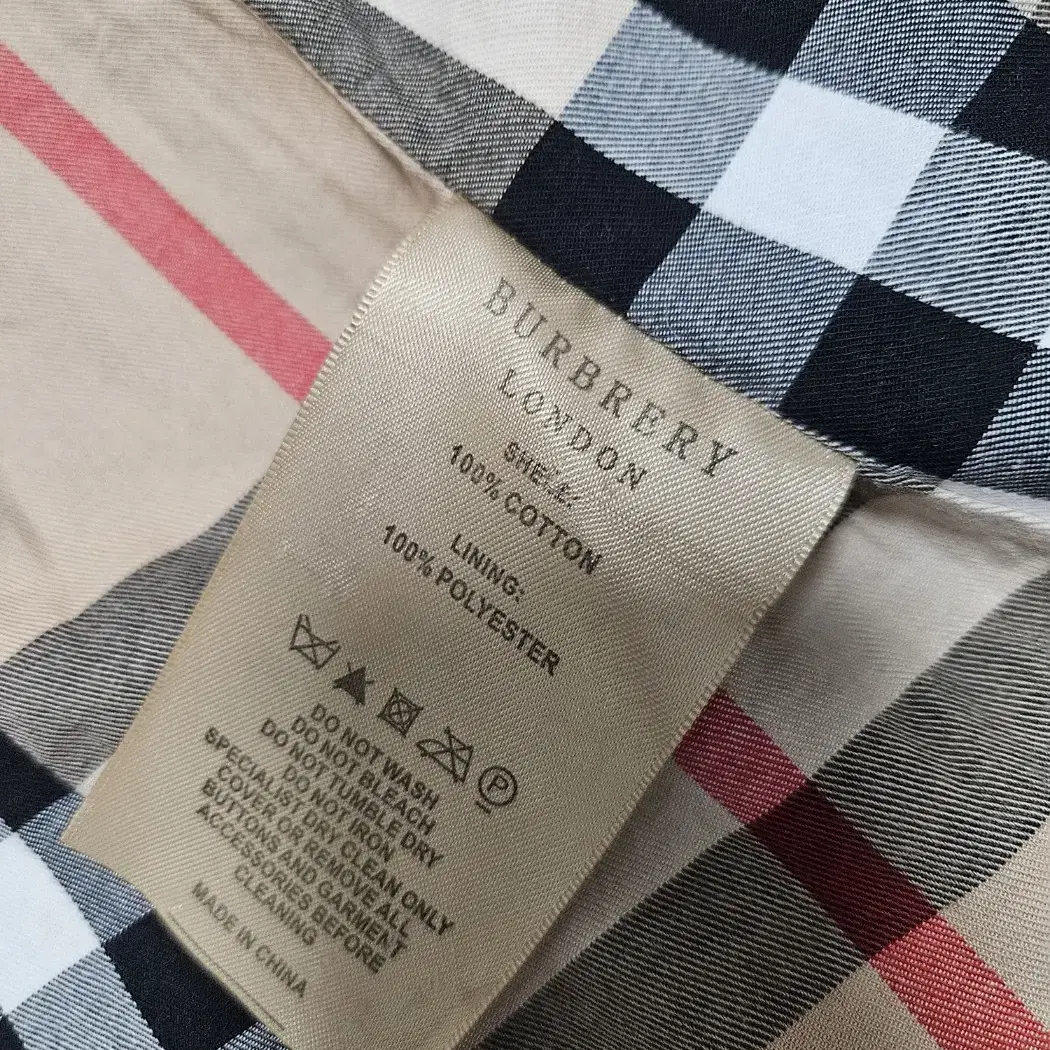 BURBRERY
LONDON
SHELL:
100% COTTON
LINING:
100% POLYESTER
P
DO NOT WASH
DO NOT BLEACH
DO NOT TUMBLE DRY
DO NOT IRON
SPECIALIST DRY CLEAN ONLY
COVER OR REMOVE ALL
BUTTONS AND GARMENT
ACCESSORIES BEFORE
CLEANING
MADE IN CHINA